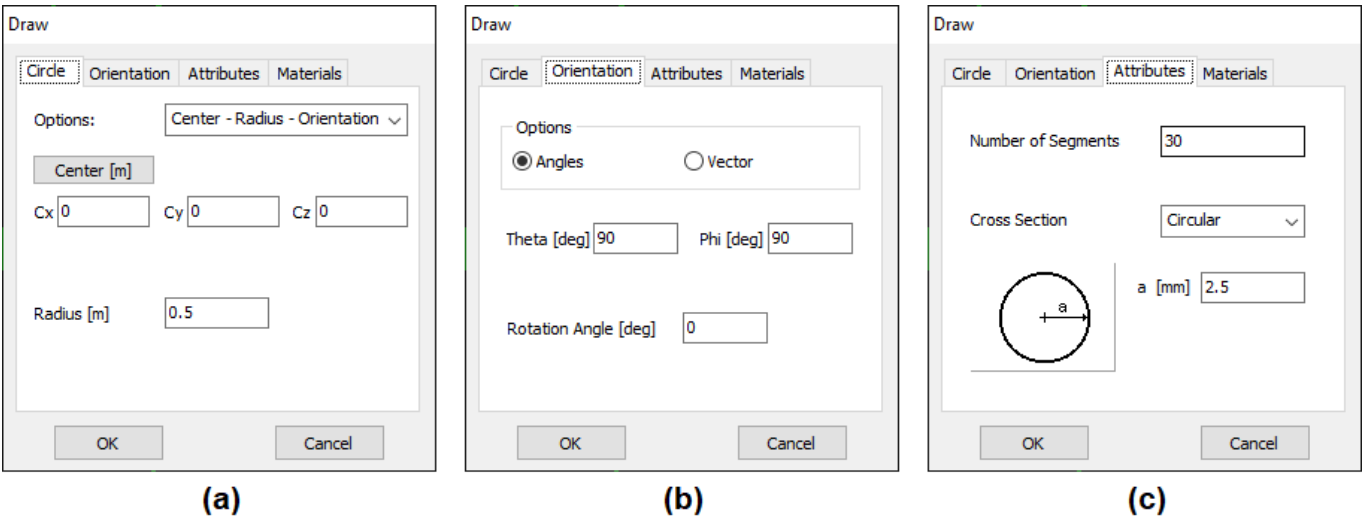 Draw
Circle Orientation Attributes Materials
Options: Center - Radius - Orientation
Center [m]
Cx 0 Cy 0 Cz 0
Radius [m] 0.5
OK Cancel
(a)
Draw
Circle Orientation Attributes Materials
Options
Angles Vector
Theta [deg] 90 Phi [deg] 90
Rotation Angle [deg] 0
OK Cancel
(b)
Draw
Circle Orientation Attributes Materials
Number of Segments 30
Cross Section Circular
a [mm] 2.5
a
OK Cancel
(c)